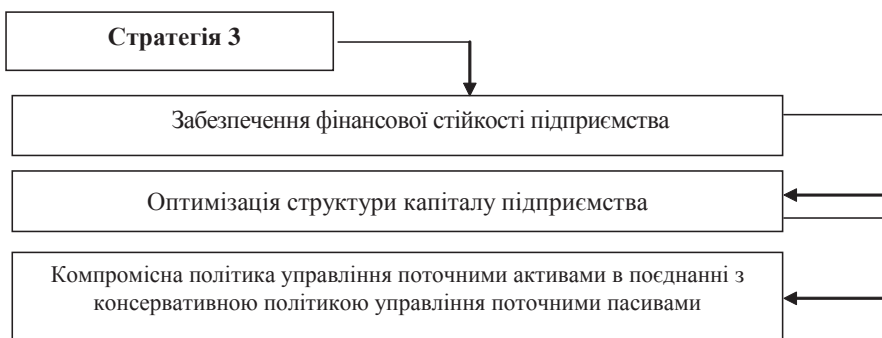 Стратегія 3
Забезпечення фінансової стійкості підприємства
Оптимізація структури капіталу підприємства
Компромісна політика управління поточними активами в поєднанні з
консервативною політикою управління поточними пасивами